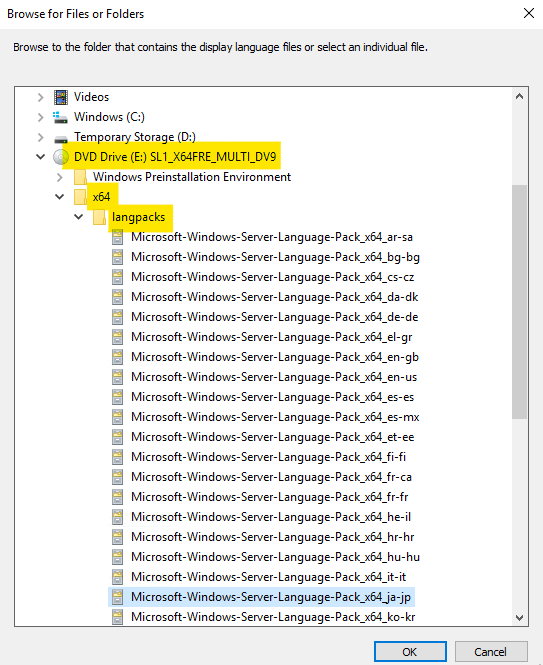 Browse for Files or Folders
Browse to the folder that contains the display language files or select an individual file.
Videos
Windows (C:)
Temporary Storage (D:)
DVD Drive (E:) SL1_X64FRE_MULTI_DV9
Windows Preinstallation Environment
x64
langpacks
Microsoft-Windows-Server-Language-Pack_x64_ar-sa
Microsoft-Windows-Server-Language-Pack_x64_bg-bg
Microsoft-Windows-Server-Language-Pack_x64_cs-cz
Microsoft-Windows-Server-Language-Pack_x64_da-dk
Microsoft-Windows-Server-Language-Pack_x64_de-de
Microsoft-Windows-Server-Language-Pack_x64_el-gr
Microsoft-Windows-Server-Language-Pack_x64_en-gb
Microsoft-Windows-Server-Language-Pack_x64_en-us
Microsoft-Windows-Server-Language-Pack_x64_es-es
Microsoft-Windows-Server-Language-Pack_x64_es-mx
Microsoft-Windows-Server-Language-Pack_x64_et-ee
Microsoft-Windows-Server-Language-Pack_x64_fi-fi
Microsoft-Windows-Server-Language-Pack_x64_fr-ca
Microsoft-Windows-Server-Language-Pack_x64_fr-fr
Microsoft-Windows-Server-Language-Pack_x64_he-il
Microsoft-Windows-Server-Language-Pack_x64_hr-hr
Microsoft-Windows-Server-Language-Pack_x64_hu-hu
Microsoft-Windows-Server-Language-Pack_x64_it-it
Microsoft-Windows-Server-Language-Pack_x64_ja-jp
Microsoft-Windows-Server-Language-Pack_x64_ko-kr
OK Cancel